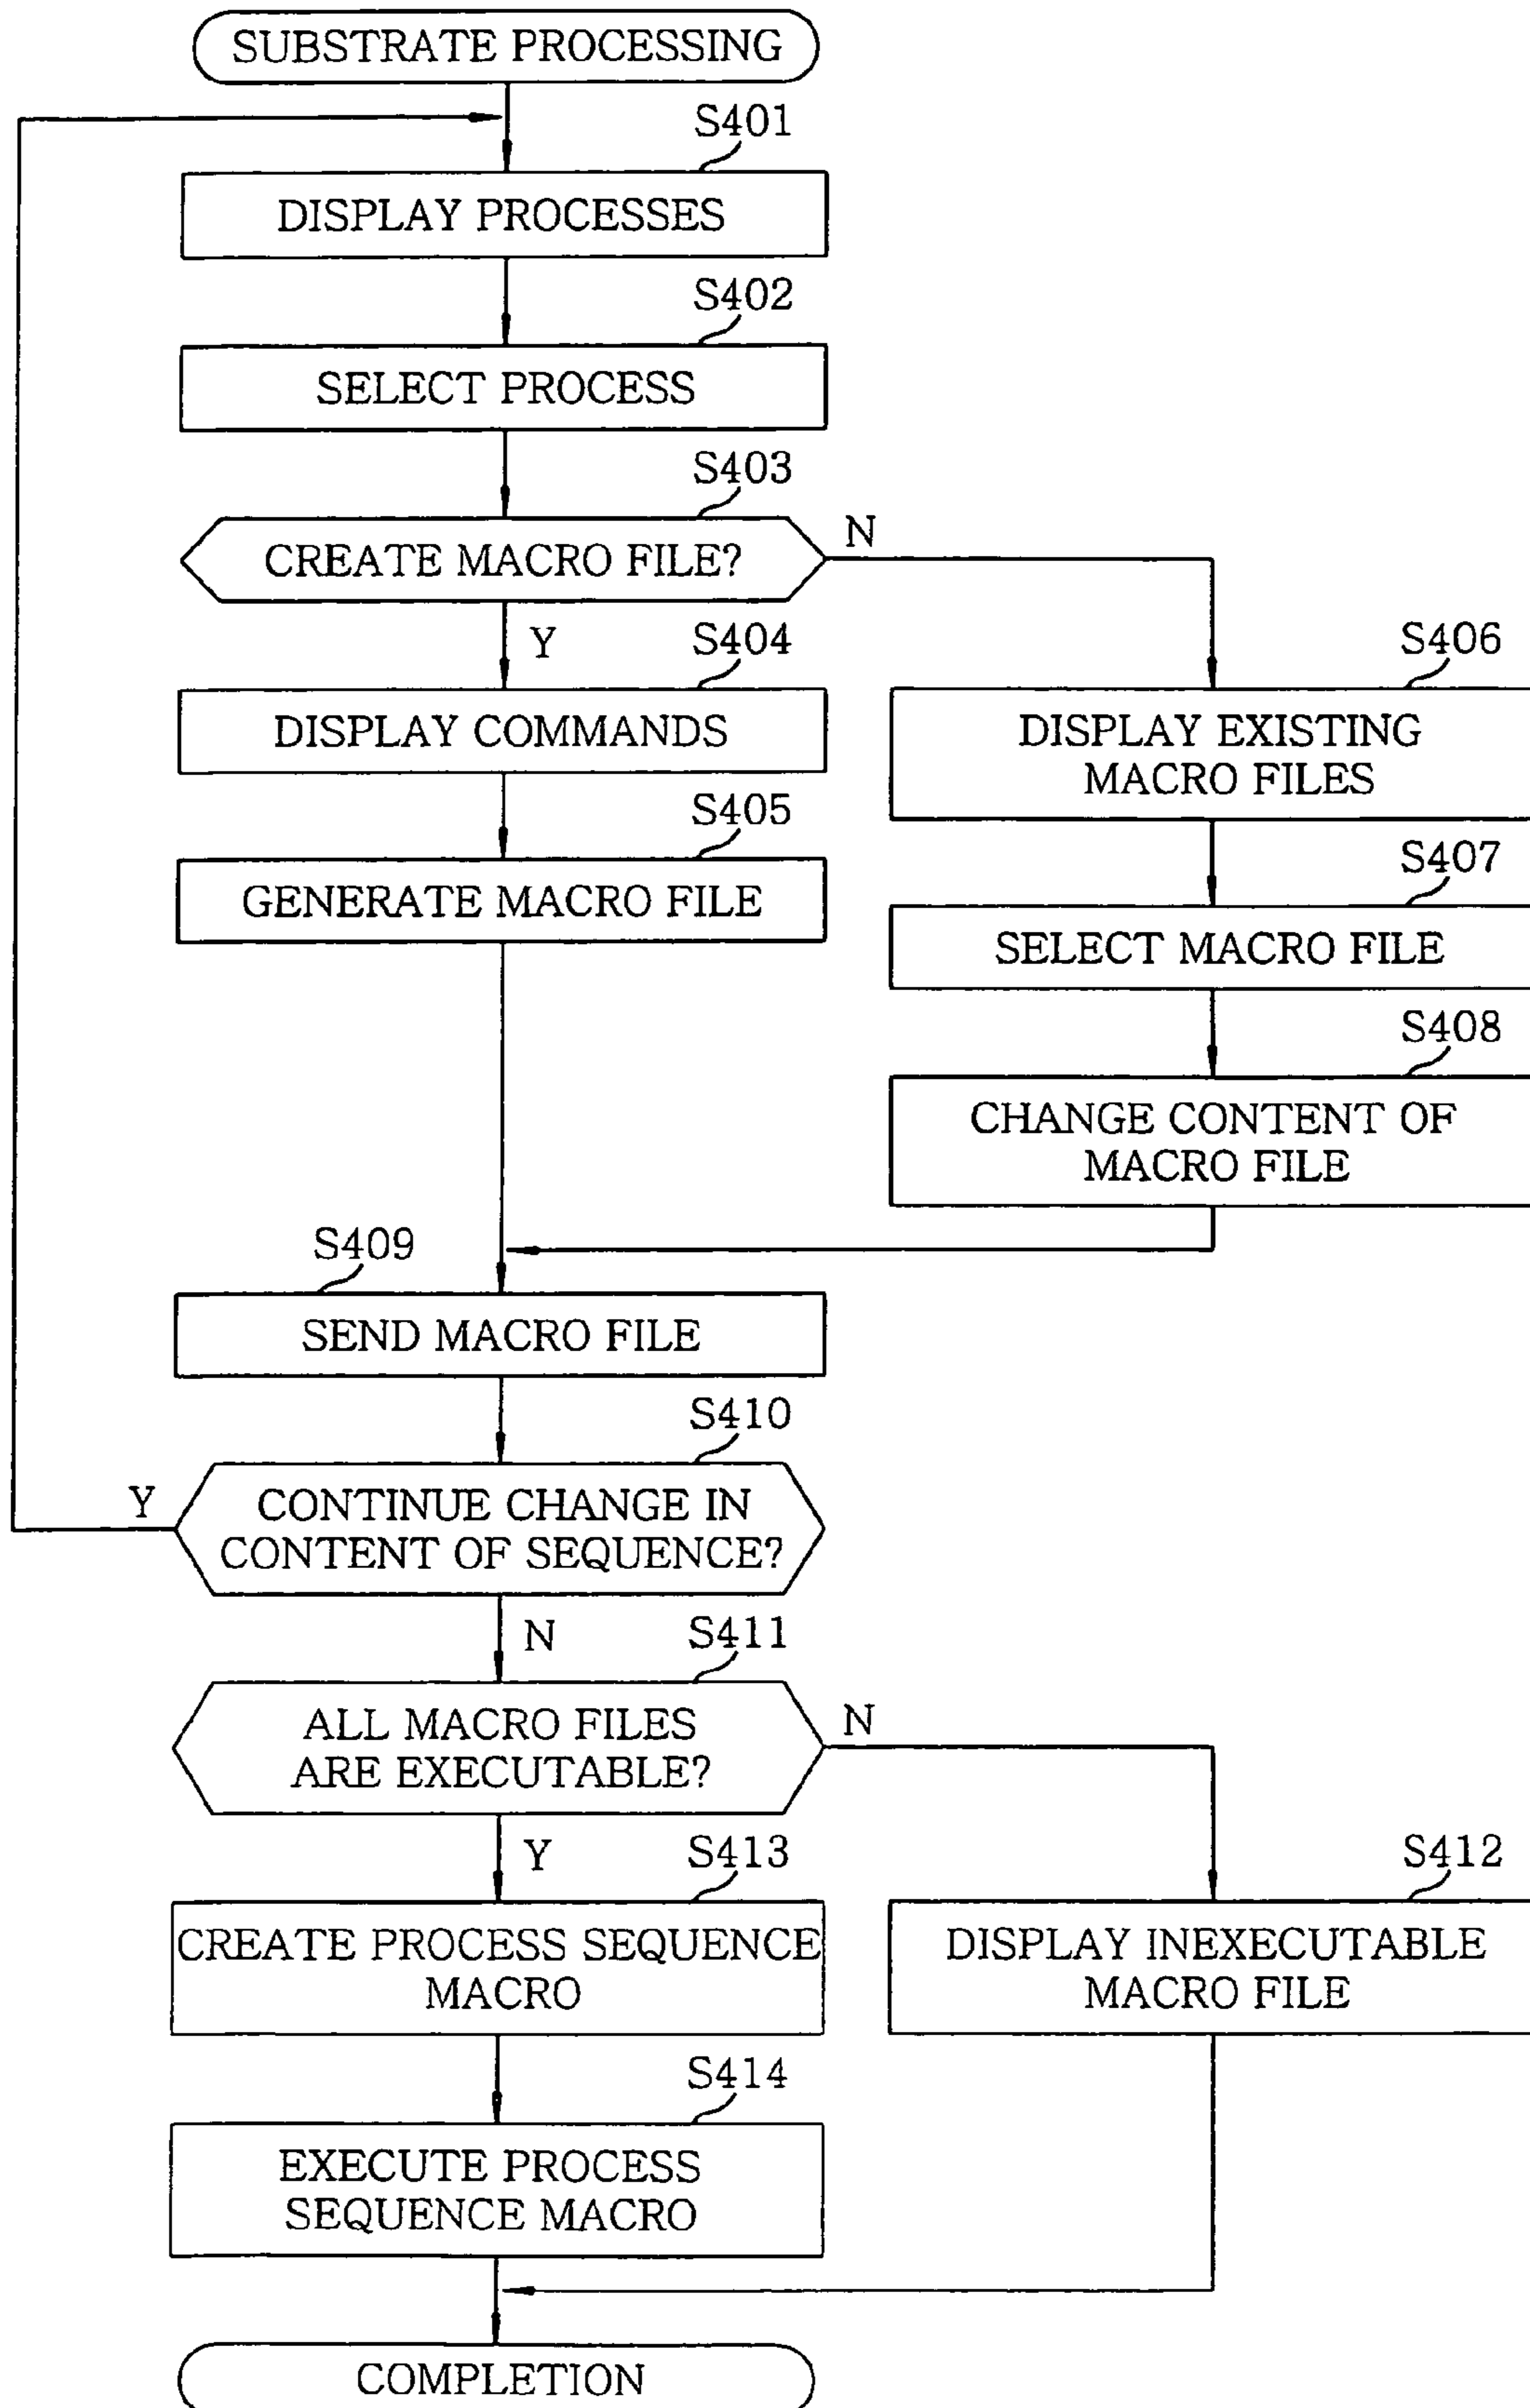 SUBSTRATE PROCESSING
S401
DISPLAY PROCESSES
S402
SELECT PROCESS
S403
CREATE MACRO FILE?
N
Y
S404
DISPLAY COMMANDS
S405
GENERATE MACRO FILE
S406
DISPLAY EXISTING
MACRO FILES
S407
SELECT MACRO FILE
S408
CHANGE CONTENT OF
MACRO FILE
S409
SEND MACRO FILE
S410
Y
CONTINUE CHANGE IN
CONTENT OF SEQUENCE?
N
S411
ALL MACRO FILES
ARE EXECUTABLE?
N
Y
S413
CREATE PROCESS SEQUENCE
MACRO
S412
DISPLAY INEXECUTABLE
MACRO FILE
S414
EXECUTE PROCESS
SEQUENCE MACRO
COMPLETION